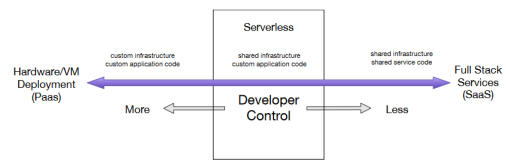 Serverless
custom infrastructure
custom application code
shared infrastructure
custom application code
shared infrastructure
shared service code
Hardware/VM
Deployment
(Paas)
Full Stack
Services
(SaaS)
More
Developer
Control
Less